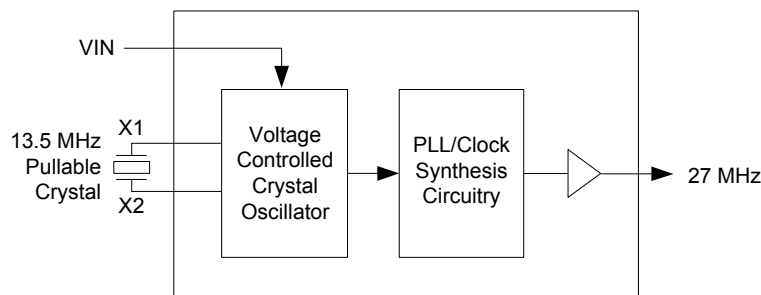 VIN
13.5 MHz
Pullable
Crystal
X1
X2
Voltage
Controlled
Crystal
Oscillator
PLL/Clock
Synthesis
Circuitry
27 MHz